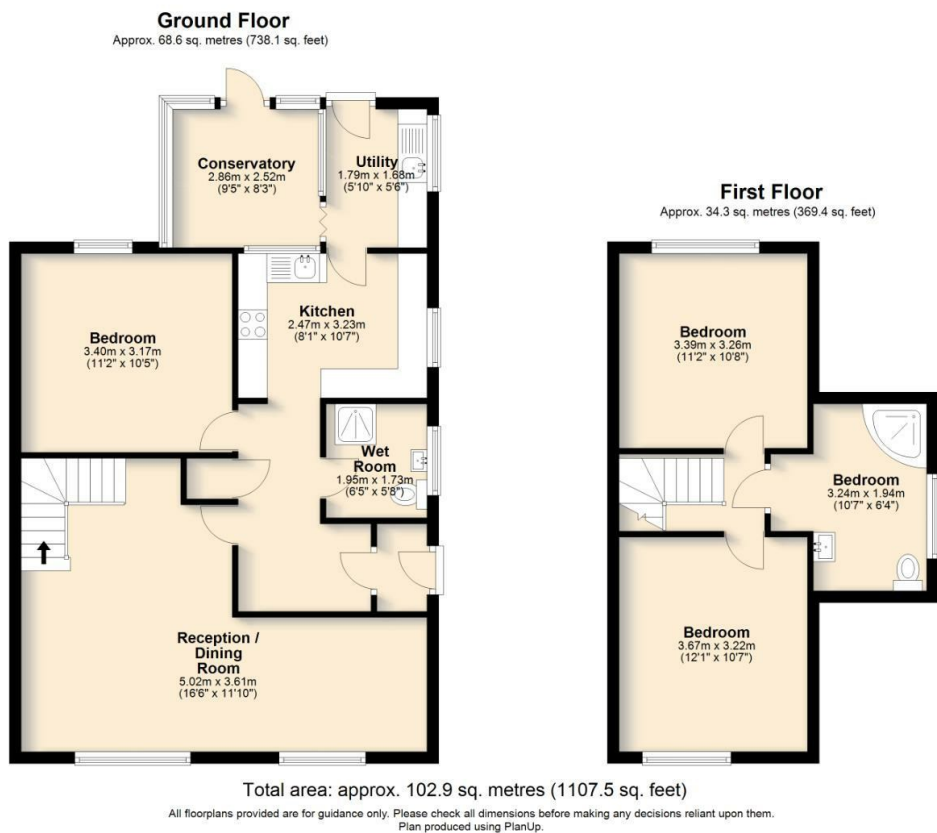 Ground Floor
Approx. 68.6 sq. metres (738.1 sq. feet)
Conservatory
2.86m x 2.52m
(9'5" x 8'3")
Utility
1.79m x 1.68m
(5'10" x 5'6")
Kitchen
2.47m x 3.23m
(8'1" x 10'7")
Bedroom
3.40m x 3.17m
(11'2" x 10'5")
Wet
Room
1.95m x 1.73m
(6'5" x 5'8")
Reception /
Dining
Room
5.02m x 3.61m
(16'6" x 11'10")
First Floor
Approx. 34.3 sq. metres (369.4 sq. feet)
Bedroom
3.39m x 3.26m
(11'2" x 10'8")
Bedroom
3.24m x 1.94m
(10'7" x 6'4")
Bedroom
3.67m x 3.22m
(12'1" x 10'7")
Total area: approx. 102.9 sq. metres (1107.5 sq. feet)
All floorplans provided are for guidance only. Please check all dimensions before making any decisions reliant upon them.
Plan produced using PlanUp.